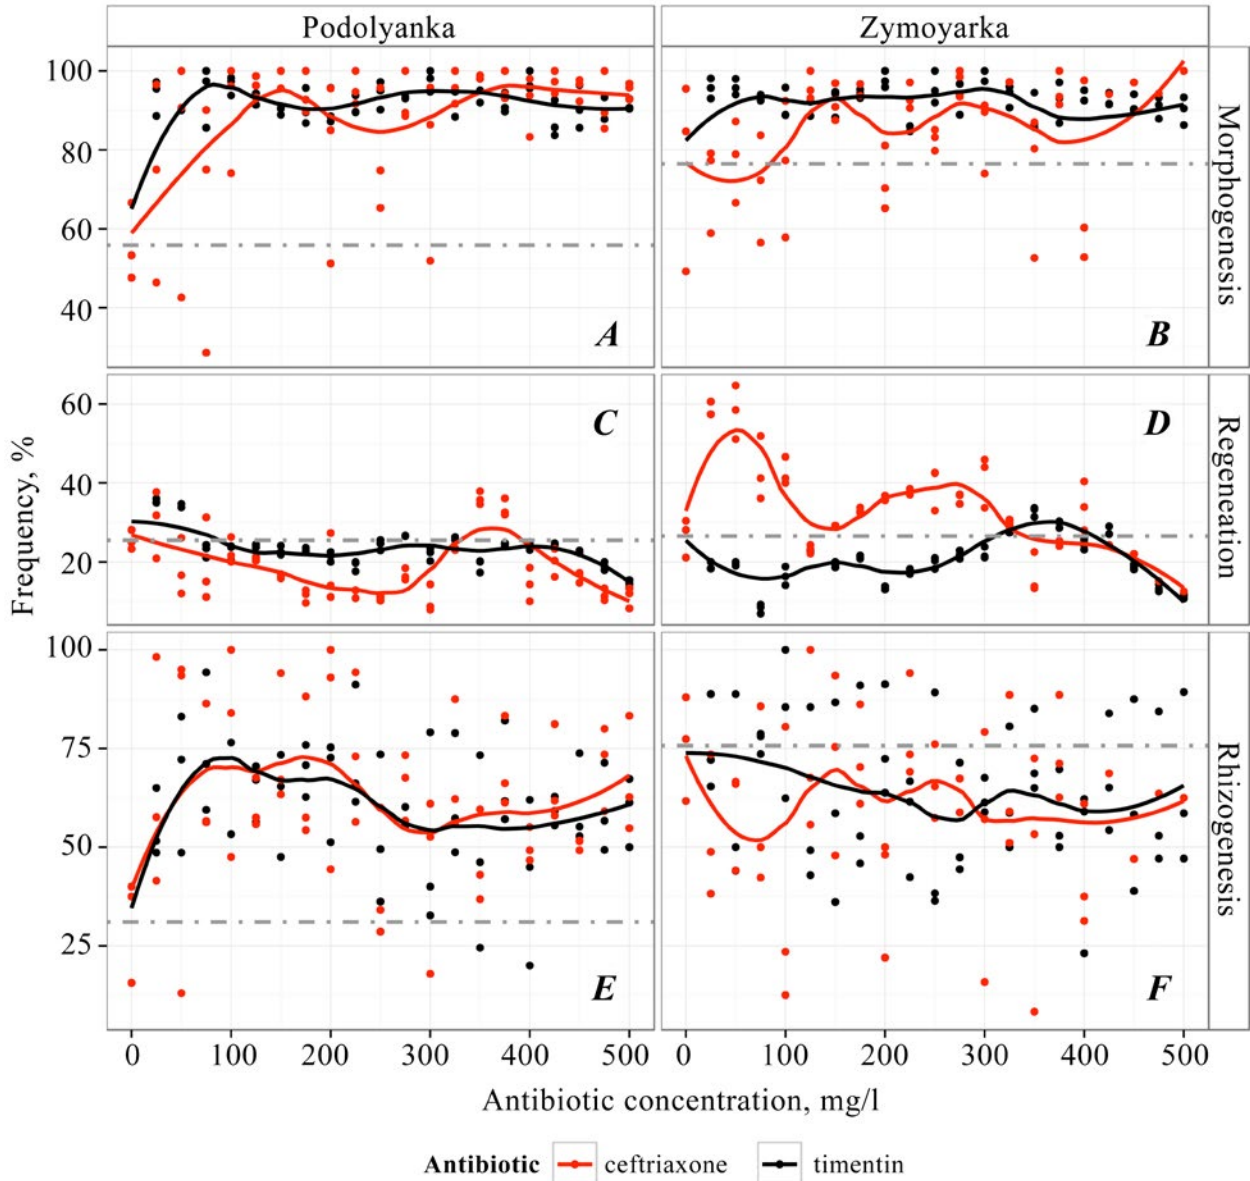 Podolyanka Zymoyarka
100
80
60
40
A B
Morphogenesis
60
40
20
C D
Regeneation
100
75
50
25
E F
Rhizogenesis
Frequency, %
0 100 200 300 400 500 0 100 200 300 400 500
Antibiotic concentration, mg/l
Antibiotic ceftriaxone timentin